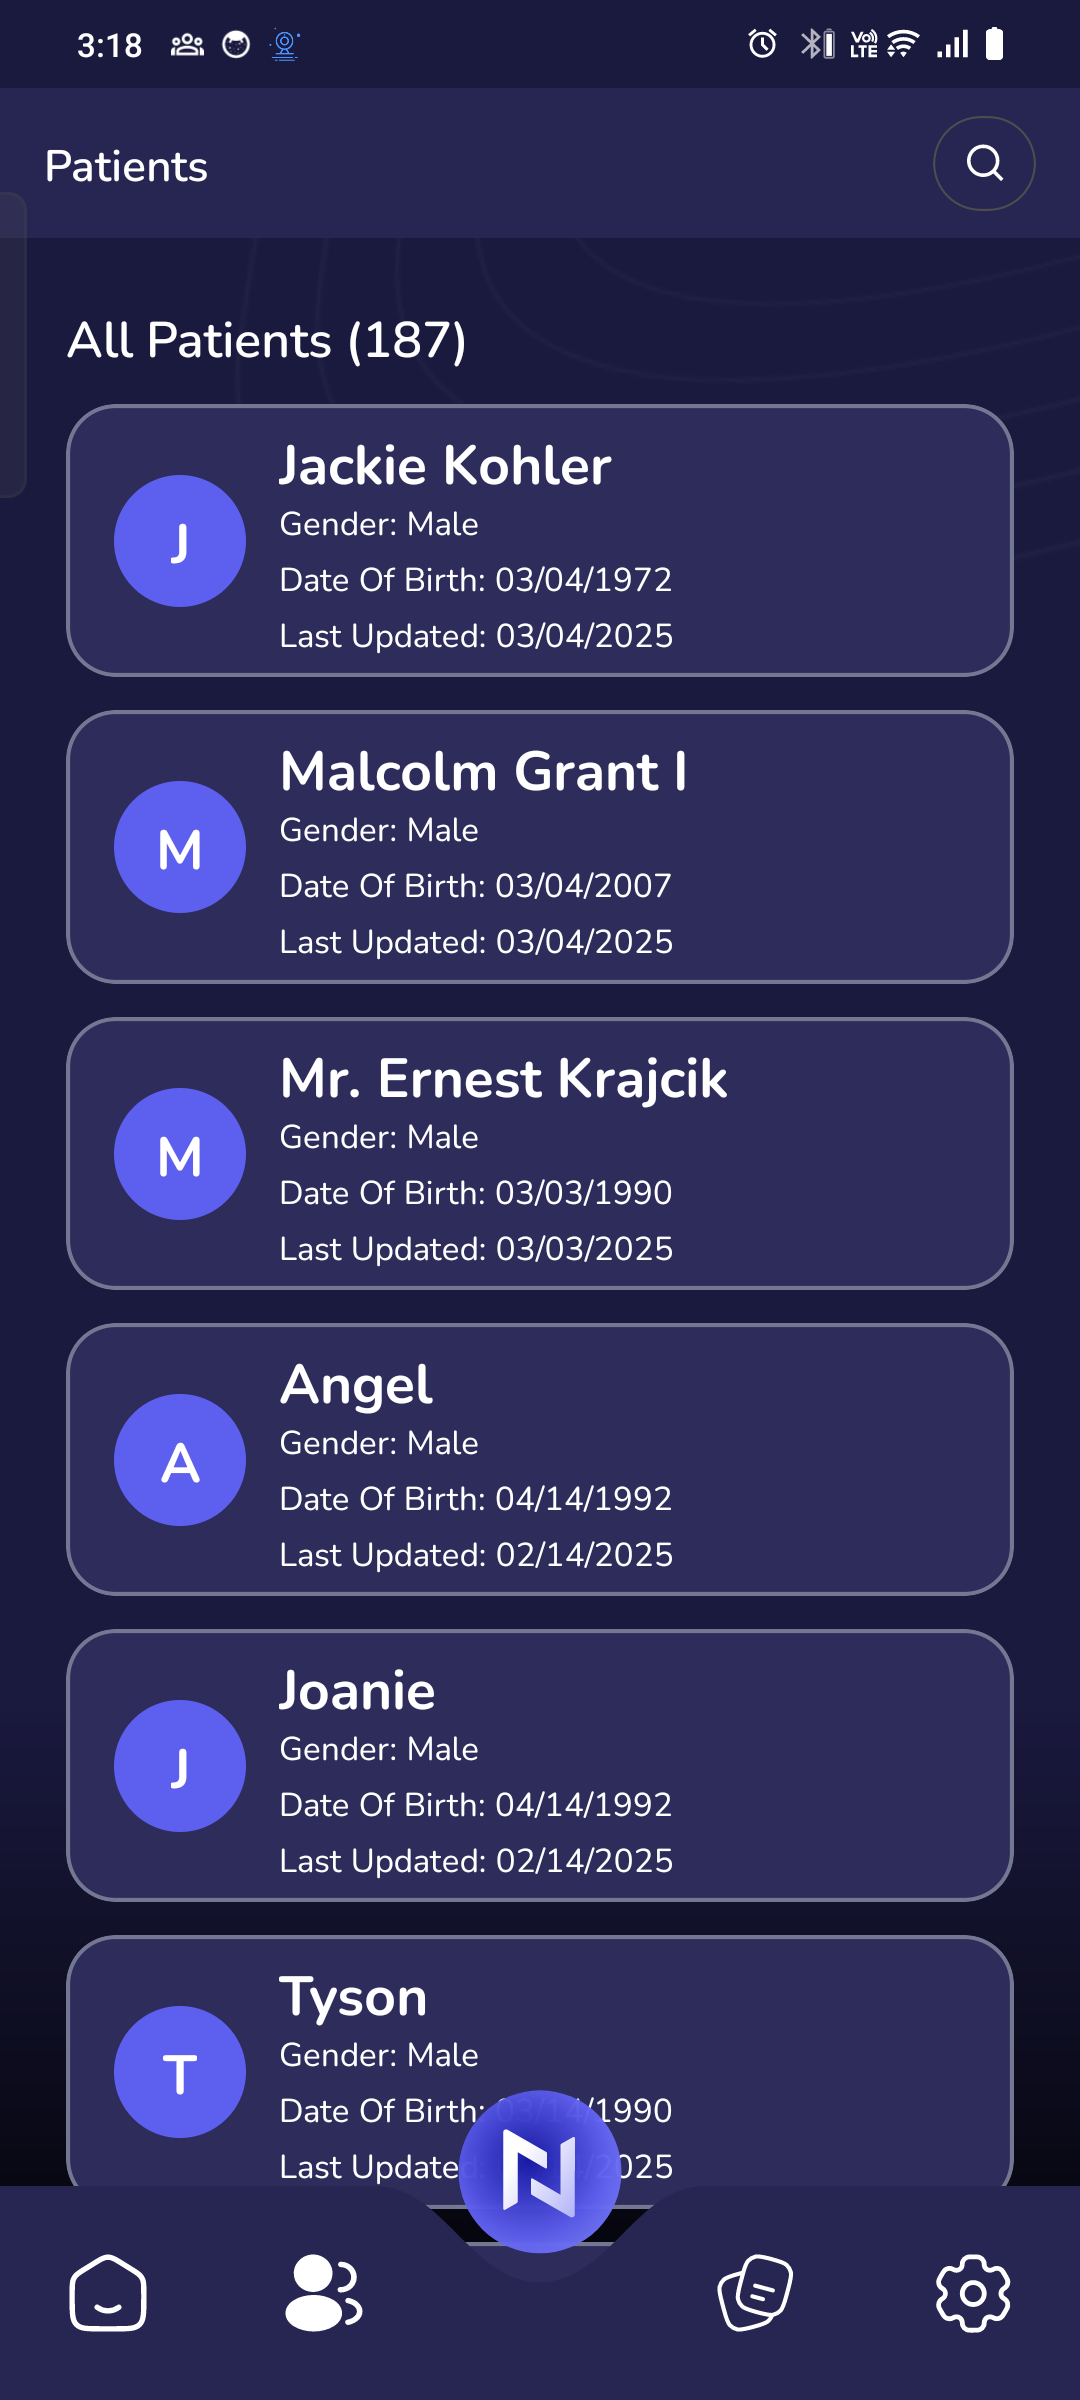 3:18
VoLTE
Patients
All Patients (187)
J
Jackie Kohler
Gender: Male
Date Of Birth: 03/04/1972
Last Updated: 03/04/2025
M
Malcolm Grant I
Gender: Male
Date Of Birth: 03/04/2007
Last Updated: 03/04/2025
M
Mr. Ernest Krajcik
Gender: Male
Date Of Birth: 03/03/1990
Last Updated: 03/03/2025
A
Angel
Gender: Male
Date Of Birth: 04/14/1992
Last Updated: 02/14/2025
J
Joanie
Gender: Male
Date Of Birth: 04/14/1992
Last Updated: 02/14/2025
T
Tyson
Gender: Male
Date Of Birth: 03/14/1990
Last Updated